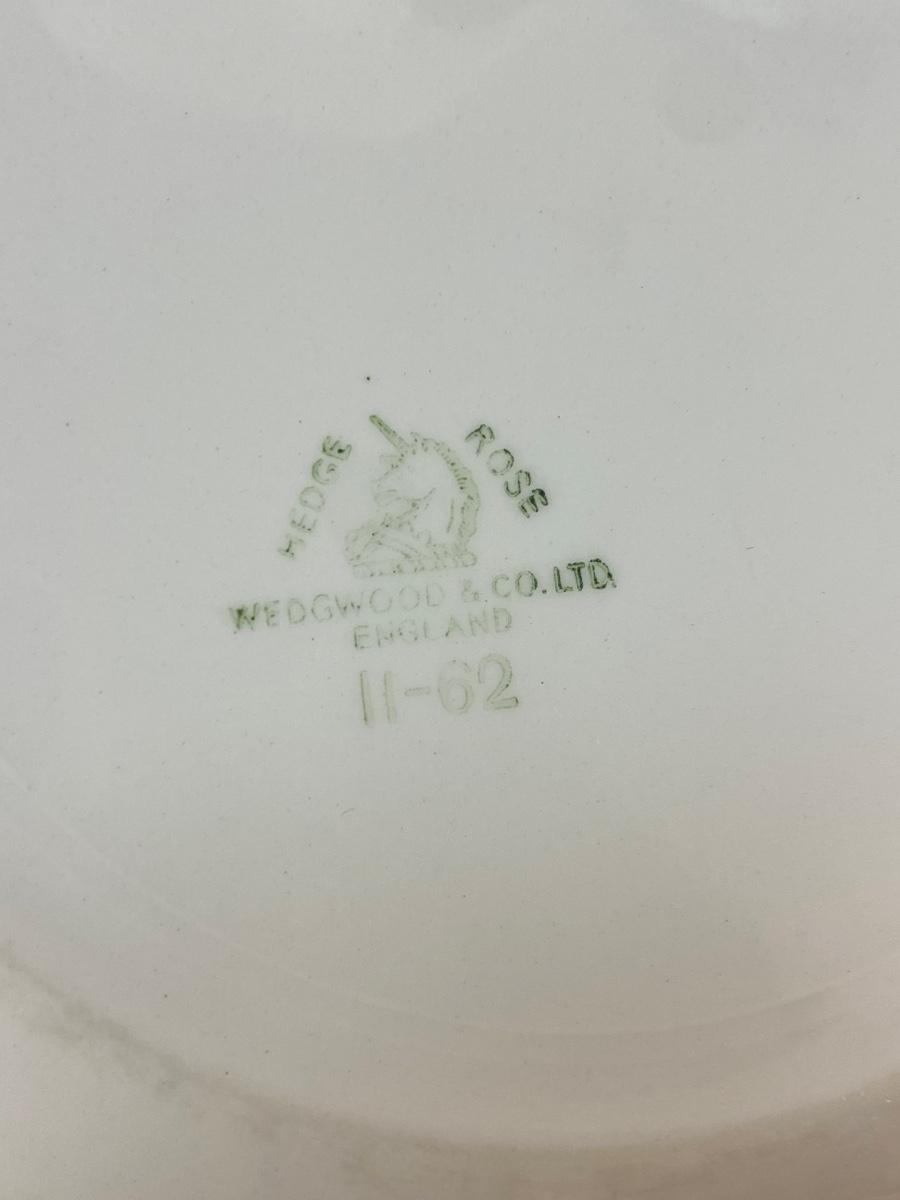 HEDGE ROSE
WEDGWOOD & CO. LTD.
ENGLAND
11-62